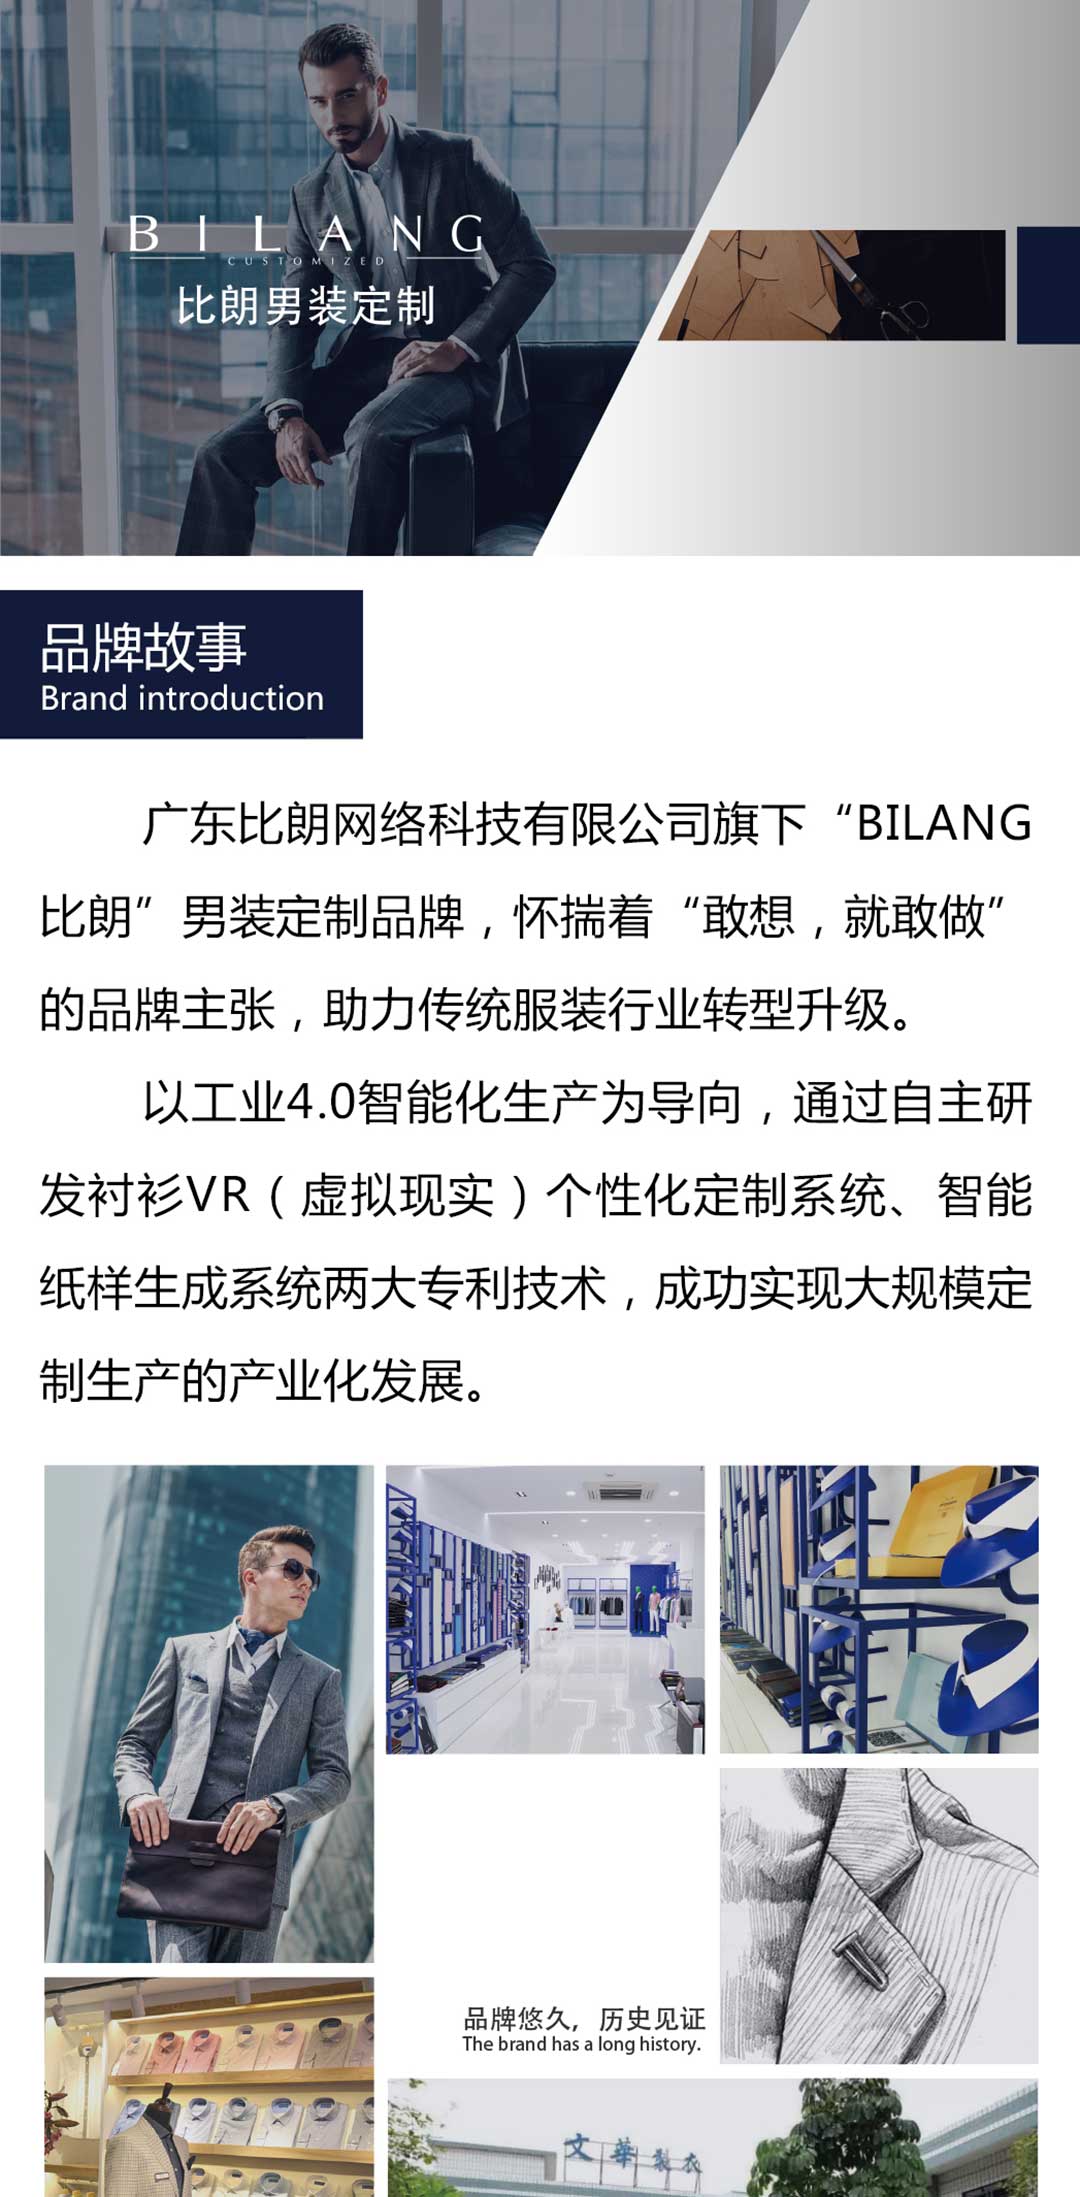 BILANG
CUSTOMIZED
比朗男装定制
品牌故事
Brand introduction
广东比朗网络科技有限公司旗下“BILANG
比朗”男装定制品牌，怀揣着“敢想，就敢做”
的品牌主张，助力传统服装行业转型升级。
以工业4.0智能化生产为导向，通过自主研
发衬衫VR（虚拟现实）个性化定制系统、智能
纸样生成系统两大专利技术，成功实现大规模定
制生产的产业化发展。
品牌悠久，历史见证
The brand has a long history.
文華製衣